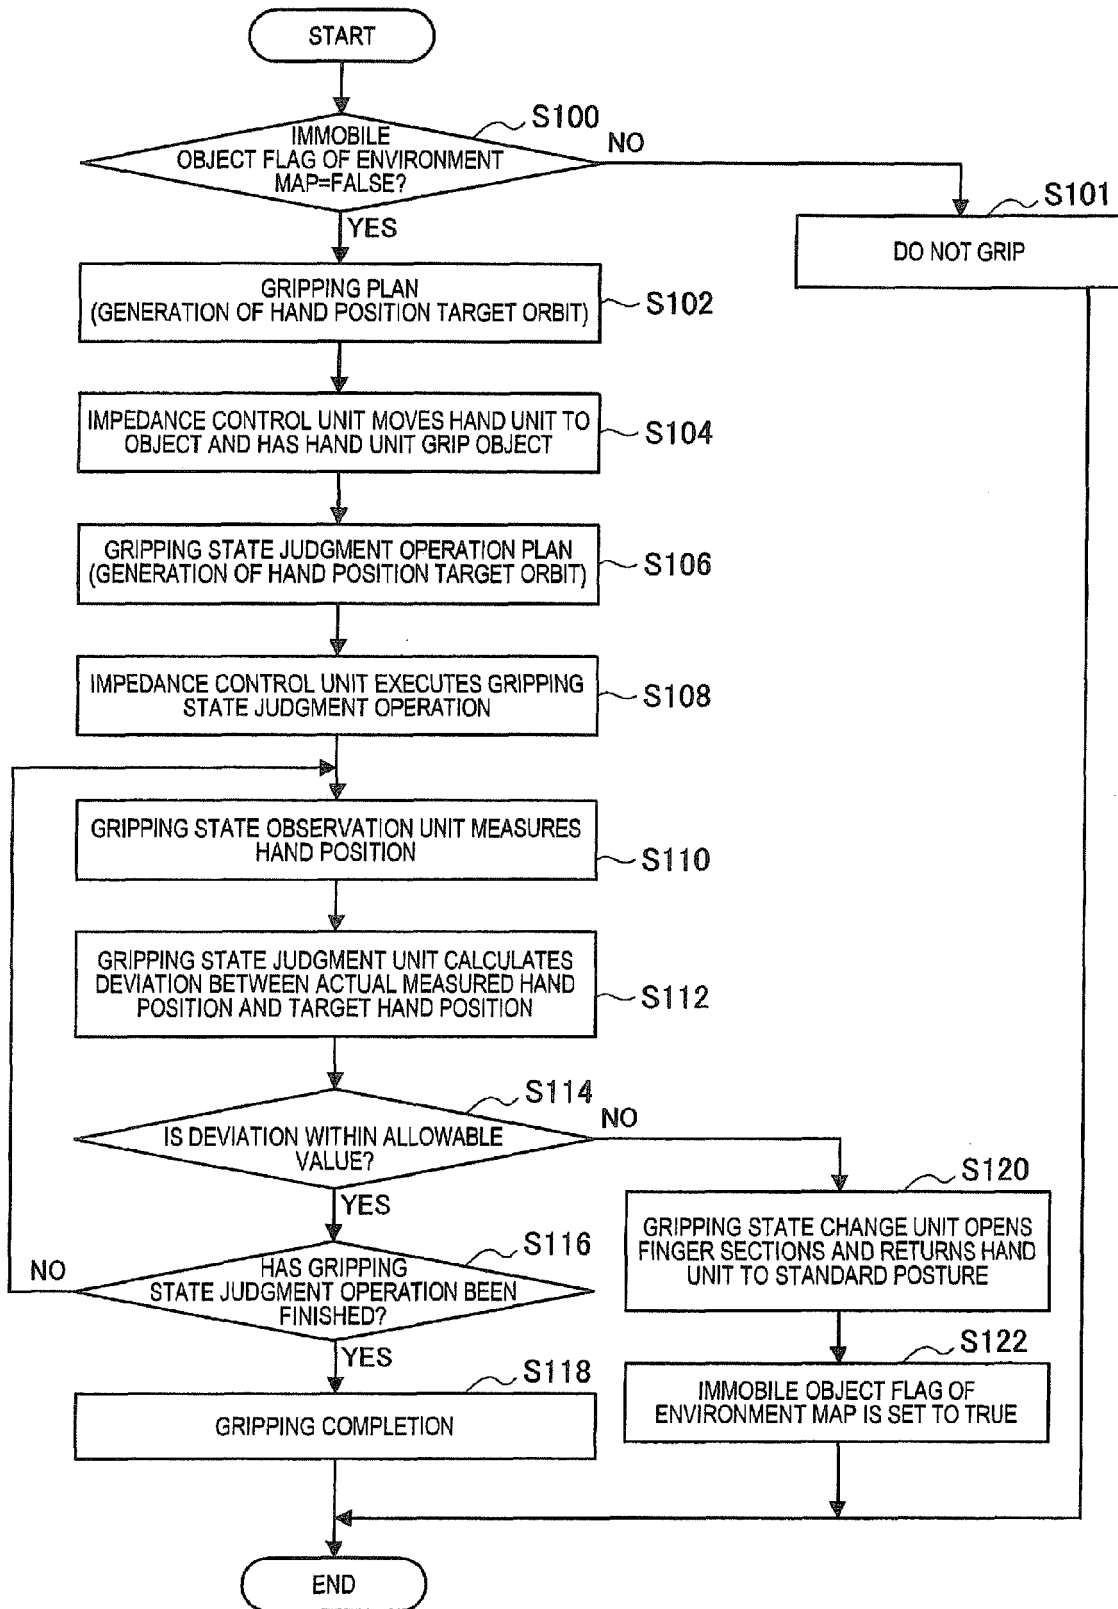 START
S100
IMMOBILE
OBJECT FLAG OF ENVIRONMENT
MAP=FALSE?
NO
YES
S101
DO NOT GRIP
GRIPPING PLAN
(GENERATION OF HAND POSITION TARGET ORBIT)
S102
IMPEDANCE CONTROL UNIT MOVES HAND UNIT TO
OBJECT AND HAS HAND UNIT GRIP OBJECT
S104
GRIPPING STATE JUDGMENT OPERATION PLAN
(GENERATION OF HAND POSITION TARGET ORBIT)
S106
IMPEDANCE CONTROL UNIT EXECUTES GRIPPING
STATE JUDGMENT OPERATION
S108
GRIPPING STATE OBSERVATION UNIT MEASURES
HAND POSITION
S110
GRIPPING STATE JUDGMENT UNIT CALCULATES
DEVIATION BETWEEN ACTUAL MEASURED HAND
POSITION AND TARGET HAND POSITION
S112
S114
IS DEVIATION WITHIN ALLOWABLE
VALUE?
NO
YES
S120
GRIPPING STATE CHANGE UNIT OPENS
FINGER SECTIONS AND RETURNS HAND
UNIT TO STANDARD POSTURE
S116
HAS GRIPPING
STATE JUDGMENT OPERATION BEEN
FINISHED?
NO
YES
S122
IMMOBILE OBJECT FLAG OF
ENVIRONMENT MAP IS SET TO TRUE
S118
GRIPPING COMPLETION
END